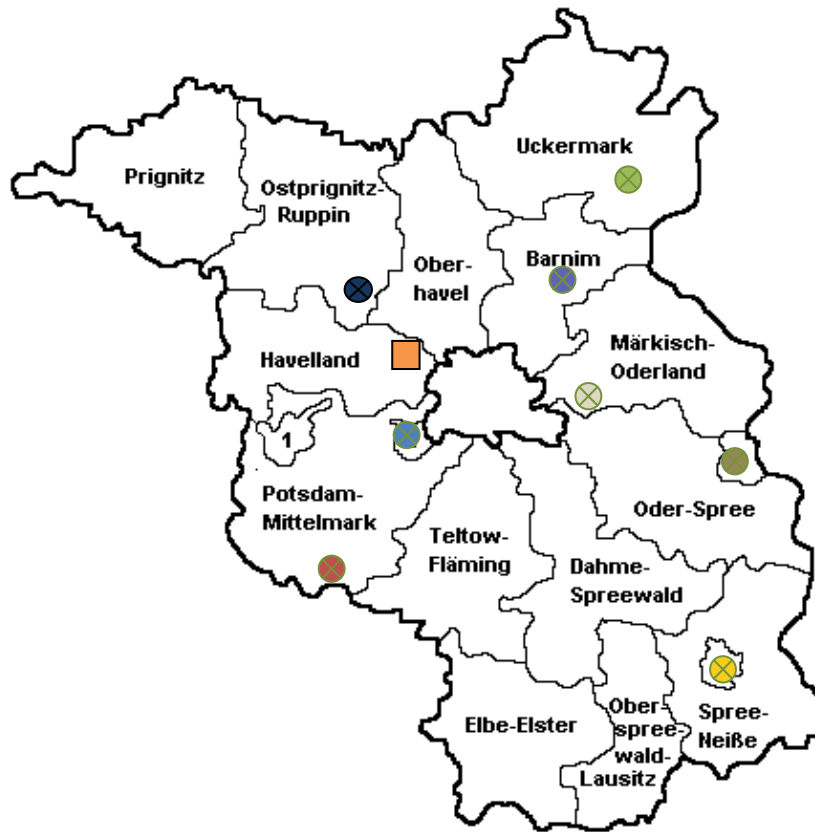 Uckermark
Prignitz
Ostprignitz-
Ruppin
Barnim
Ober-
havel
Märkisch-
Oderland
Havelland
1
Potsdam-
Mittelmark
Oder-Spree
Teltow-
Fläming
Dahme-
Spreewald
Elbe-Elster
Ober-
spree-
wald-
Lausitz
Spree-
Neiße